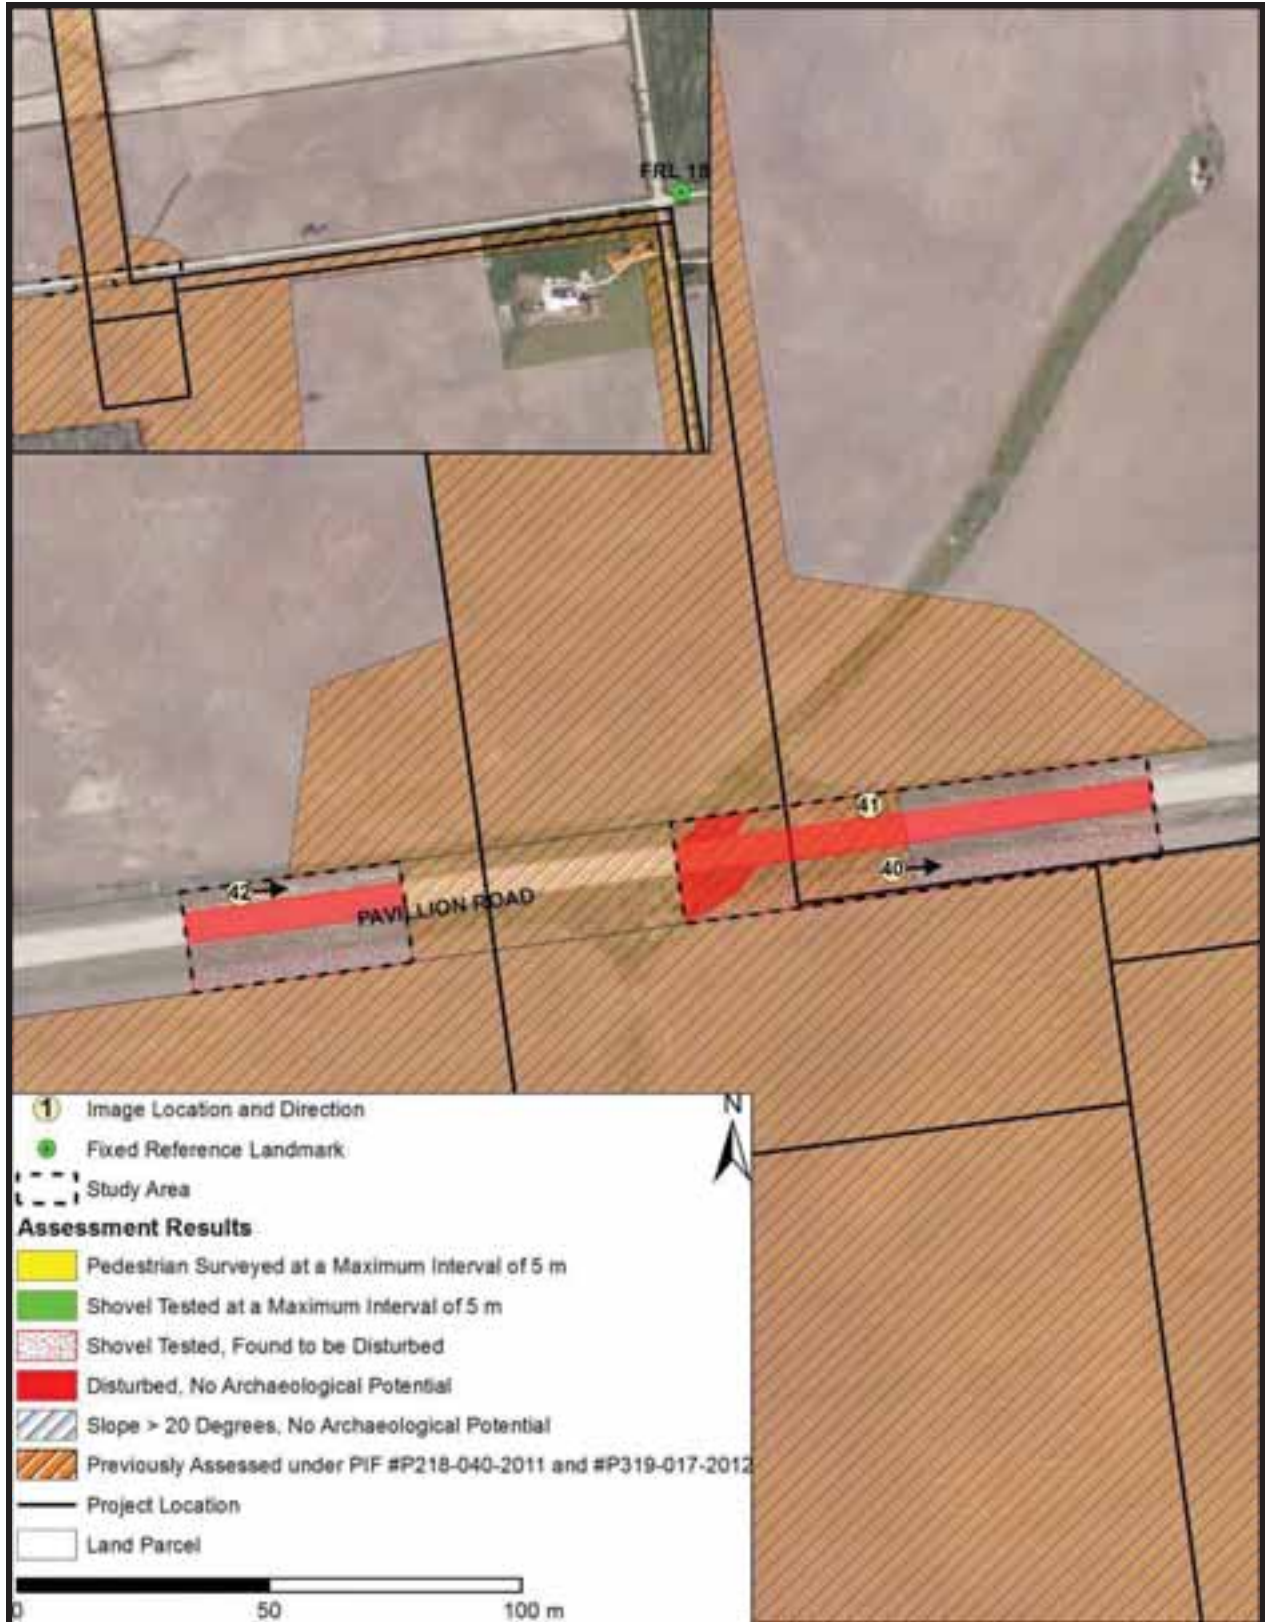 FRL 18
41
40
42
PAVILLION ROAD
N
1 Image Location and Direction
Fixed Reference Landmark
Study Area
Assessment Results
Pedestrian Surveyed at a Maximum Interval of 5 m
Shovel Tested at a Maximum Interval of 5 m
Shovel Tested, Found to be Disturbed
Disturbed, No Archaeological Potential
Slope > 20 Degrees, No Archaeological Potential
Previously Assessed under PIF #P218-040-2011 and #P319-017-2012
Project Location
Land Parcel
0 50 100 m